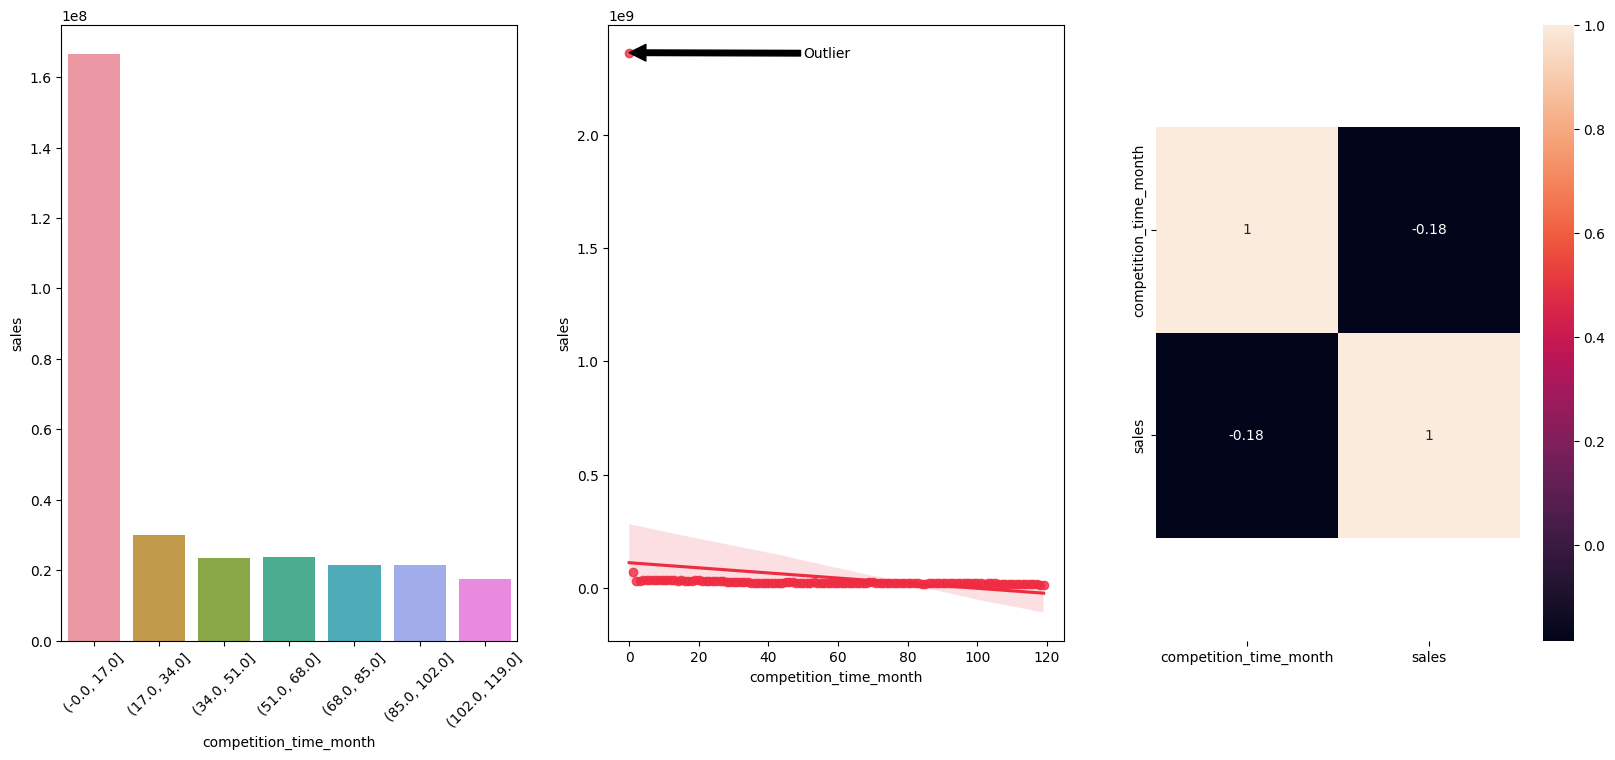 1e8
1.6
1.4
1.2
1.0
0.8
0.6
0.4
0.2
0.0
sales
(-0.0, 17.0]
(17.0, 34.0]
(34.0, 51.0]
(51.0, 68.0]
(68.0, 85.0]
(85.0, 102.0]
(102.0, 119.0]
competition_time_month
1e9
Outlier
2.0
1.5
1.0
0.5
0.0
sales
0 20 40 60 80 100 120
competition_time_month
competition_time_month
sales
1 -0.18
-0.18 1
competition_time_month sales
1.0
0.8
0.6
0.4
0.2
0.0